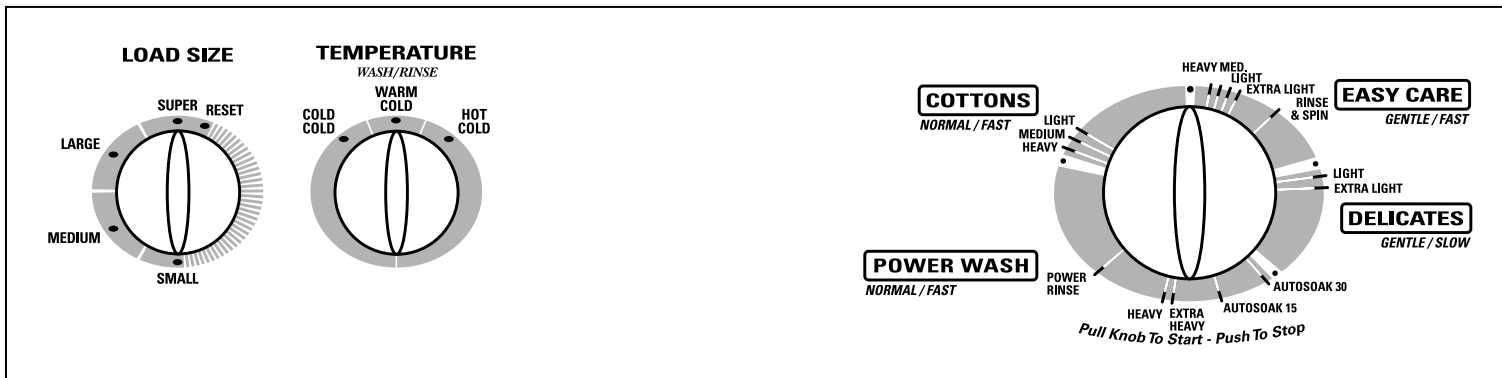 LOAD SIZE
SUPER
RESET
LARGE
MEDIUM
SMALL
TEMPERATURE
WASH/RINSE
COLD
COLD
WARM
COLD
HOT
COLD
COTTONS
NORMAL / FAST
LIGHT
MEDIUM
HEAVY
HEAVY MED.
LIGHT
EXTRA LIGHT
RINSE
& SPIN
EASY CARE
GENTLE / FAST
LIGHT
EXTRA LIGHT
DELICATES
GENTLE / SLOW
POWER WASH
NORMAL / FAST
POWER
RINSE
HEAVY
EXTRA
HEAVY
AUTOSOAK 15
AUTOSOAK 30
Pull Knob To Start - Push To Stop